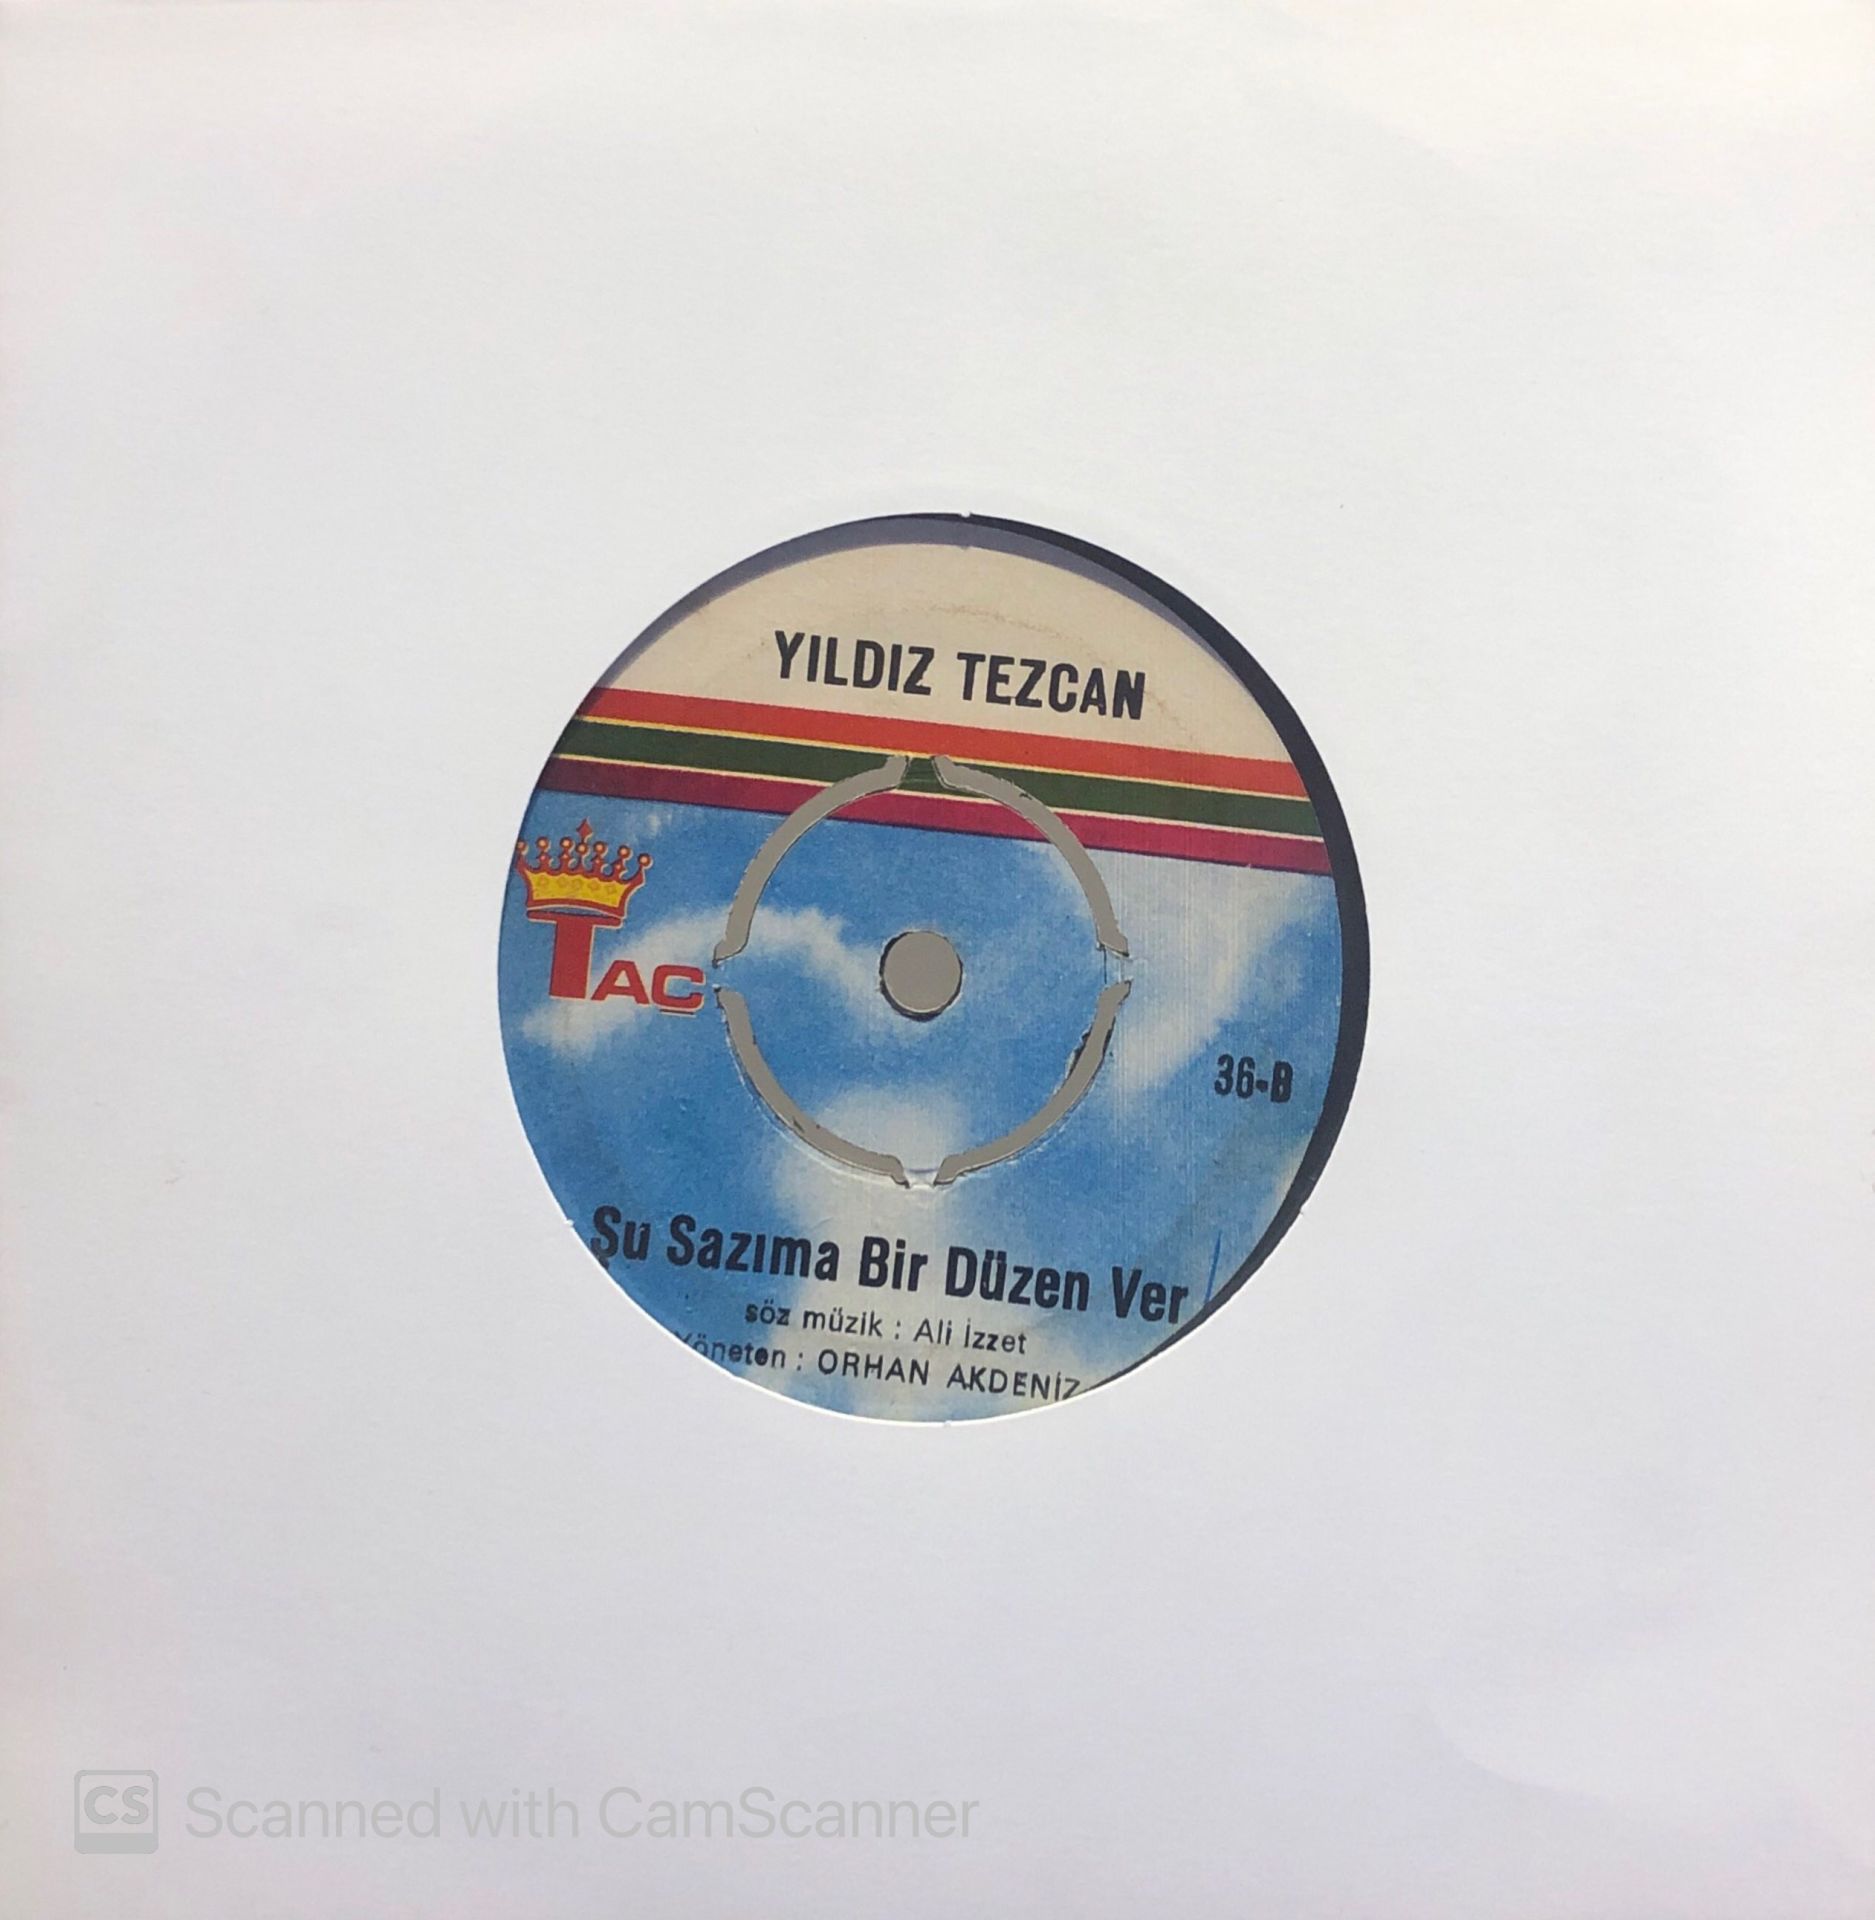 YILDIZ TEZCAN
TAC
36-B
Şu Sazıma Bir Düzen Ver
söz müzik : Ali İzzet
Yöneten : ORHAN AKDENİZ
CS Scanned with CamScanner